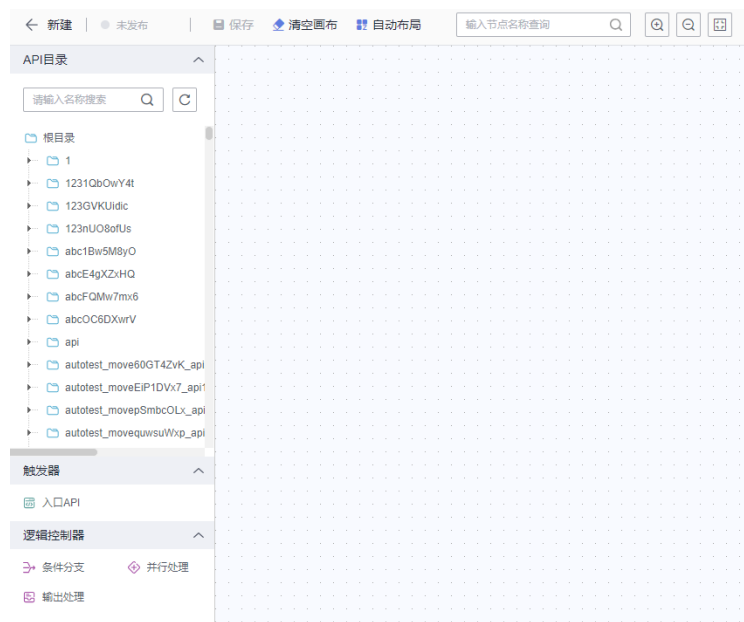 新建 未发布 保存 清空画布 自动布局 输入节点名称查询
API目录
请输入名称搜索
根目录
1
1231QbOwY4t
123GVKUidic
123nUO8ofUs
abc1Bw5M8yO
abcE4gXZxHQ
abcFQMw7mx6
abcOC6DXwrV
api
autotest_move60GT4ZvK_api
autotest_moveEiP1DVx7_api1
autotest_movepSmbcOLx_api
autotest_movequwsuWxp_api
触发器
入口API
逻辑控制器
条件分支 并行处理
输出处理